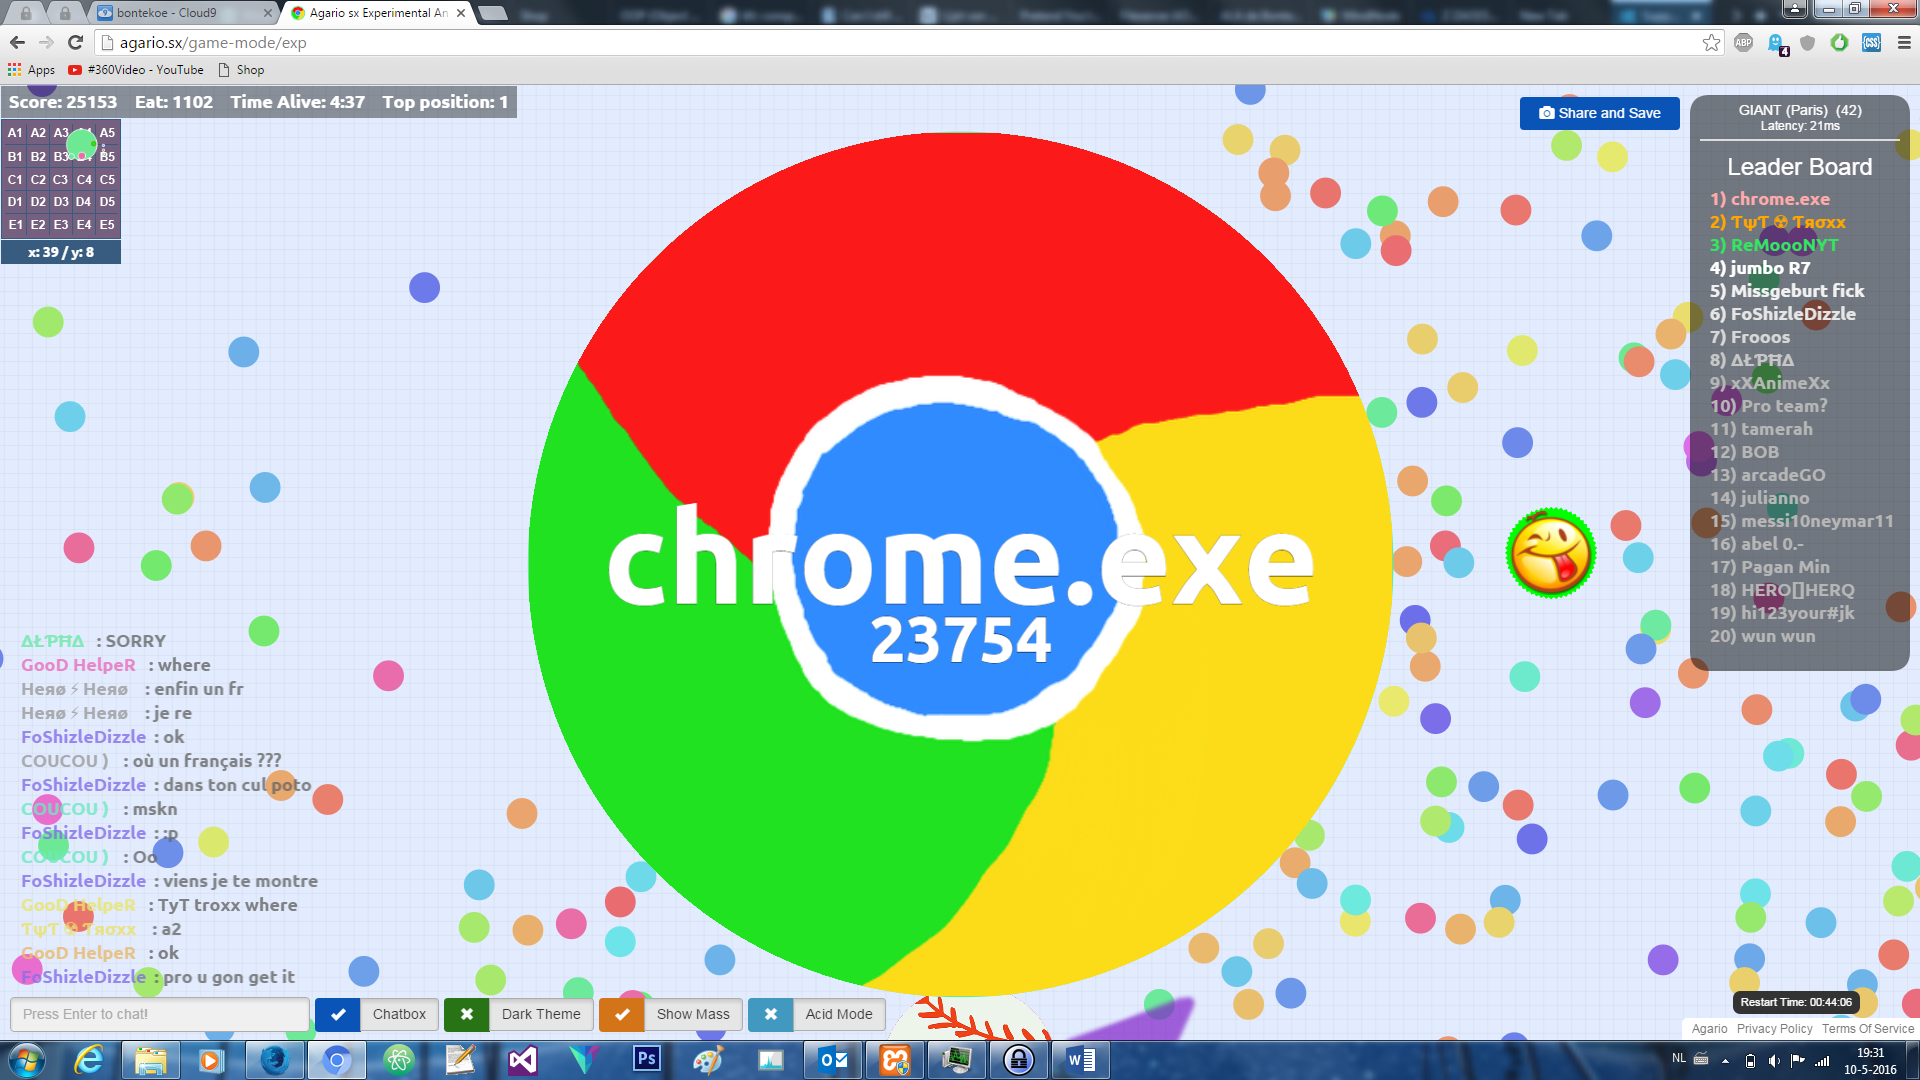 bontekoe - Cloud9
Agario sx Experimental An
agario.sx/game-mode/exp
ABP
4
{CSS}
Apps
#360Video - YouTube
Shop
Score: 25153 Eat: 1102 Time Alive: 4:37 Top position: 1
A1 A2 A3 A4 A5
B1 B2 B3 B4 B5
C1 C2 C3 C4 C5
D1 D2 D3 D4 D5
E1 E2 E3 E4 E5
x: 39 / y: 8
Share and Save
GIANT (Paris) (42)
Latency: 21ms
Leader Board
1) chrome.exe
2) TψT ☢ Tяσxx
3) ReMoooNYT
4) jumbo R7
5) Missgeburt fick
6) FoShizleDizzle
7) Frooos
8) ΔŁƤĦΔ
9) xXAnimeXx
10) Pro team?
11) tamerah
12) BOB
13) arcadeGO
14) julianno
15) messi10neymar11
16) abel 0.-
17) Pagan Min
18) HERO[]HERQ
19) hi123your#jk
20) wun wun
chrome.exe
23754
ΔŁƤĦΔ : SORRY
GooD HelpeR : where
Heяø ⚡ Heяø : enfin un fr
Heяø ⚡ Heяø : je re
FoShizleDizzle : ok
COUCOU ) : où un français ???
FoShizleDizzle : dans ton cul poto
COUCOU ) : mskn
FoShizleDizzle : :p
COUCOU ) : Oo
FoShizleDizzle : viens je te montre
GooD HelpeR : TyT troxx where
TψT ☢ Tяσxx : a2
GooD HelpeR : ok
FoShizleDizzle : pro u gon get it
Press Enter to chat!
Chatbox
Dark Theme
Show Mass
Acid Mode
Restart Time: 00:44:06
Agario Privacy Policy Terms Of Service
Ps
NL
19:31
10-5-2016